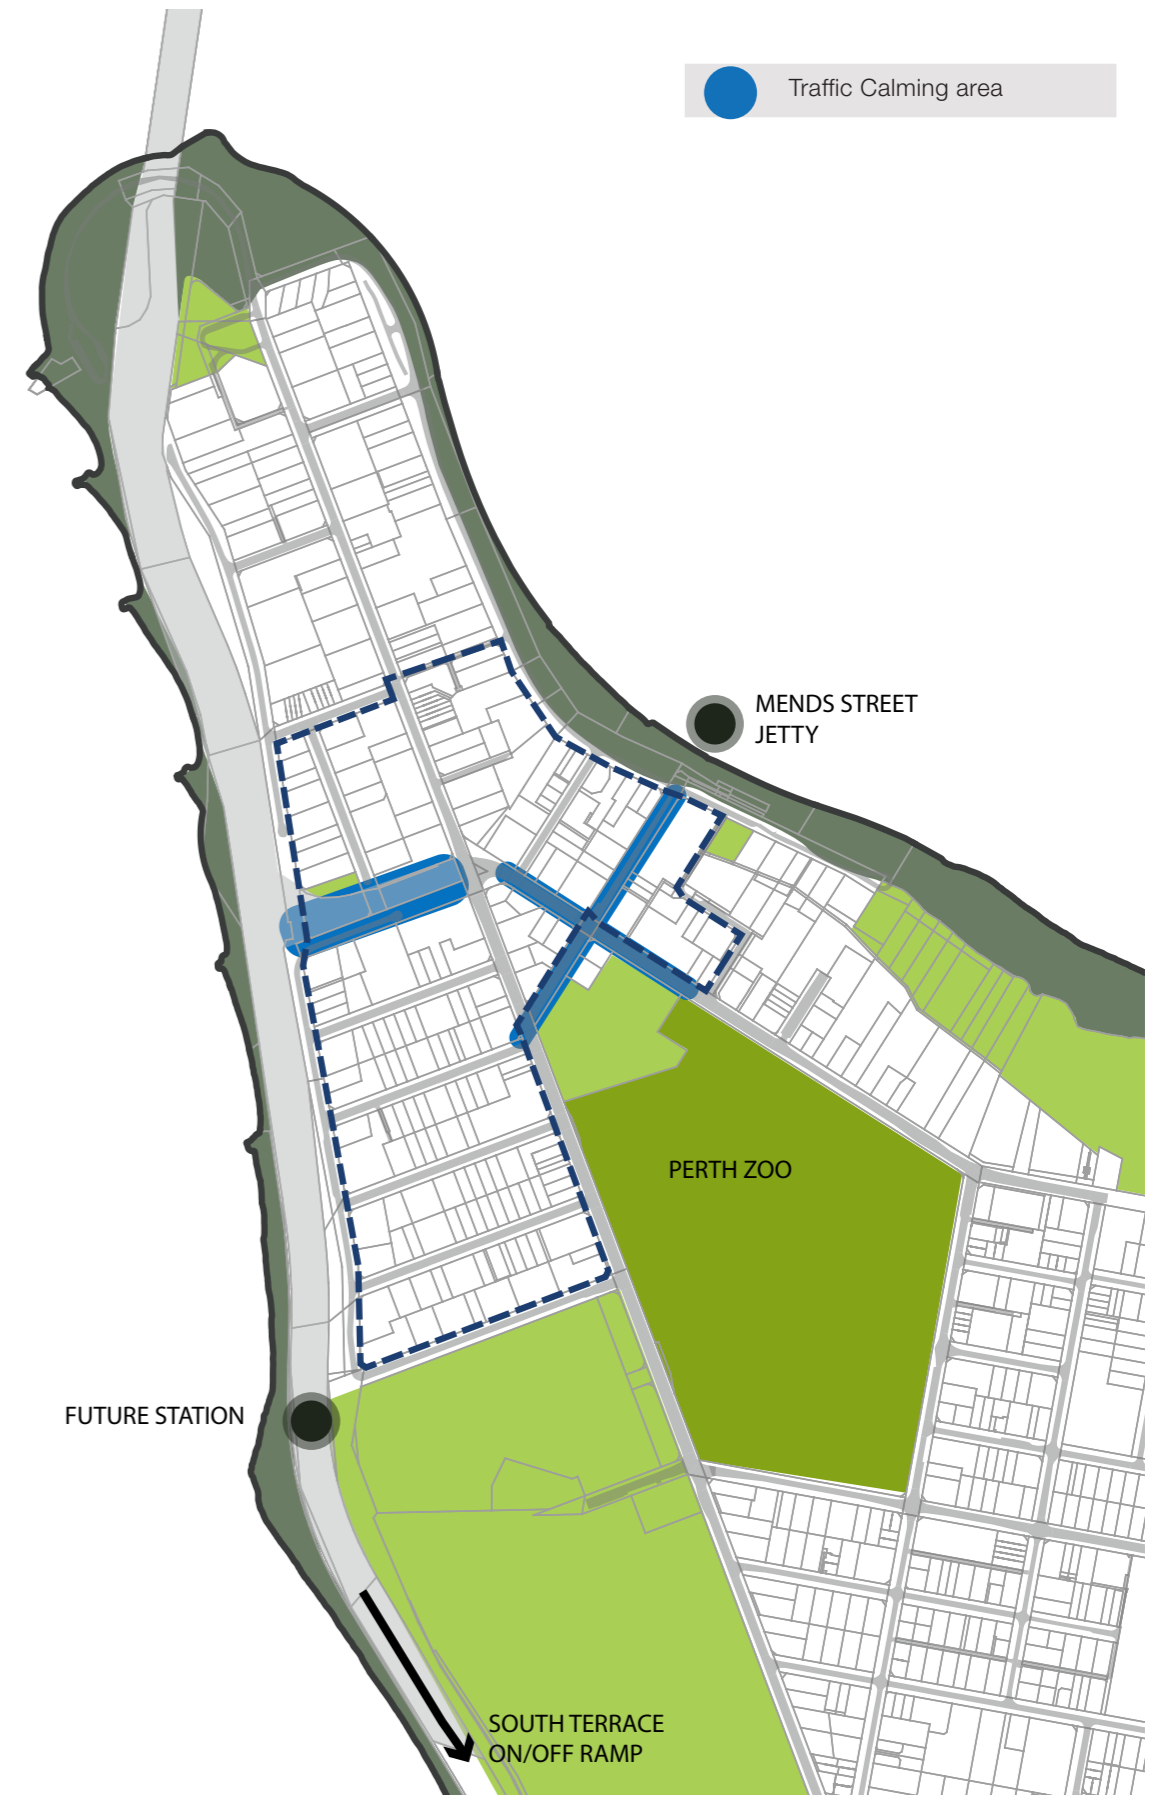 Traffic Calming area
MENDS STREET
JETTY
PERTH ZOO
FUTURE STATION
SOUTH TERRACE
ON/OFF RAMP